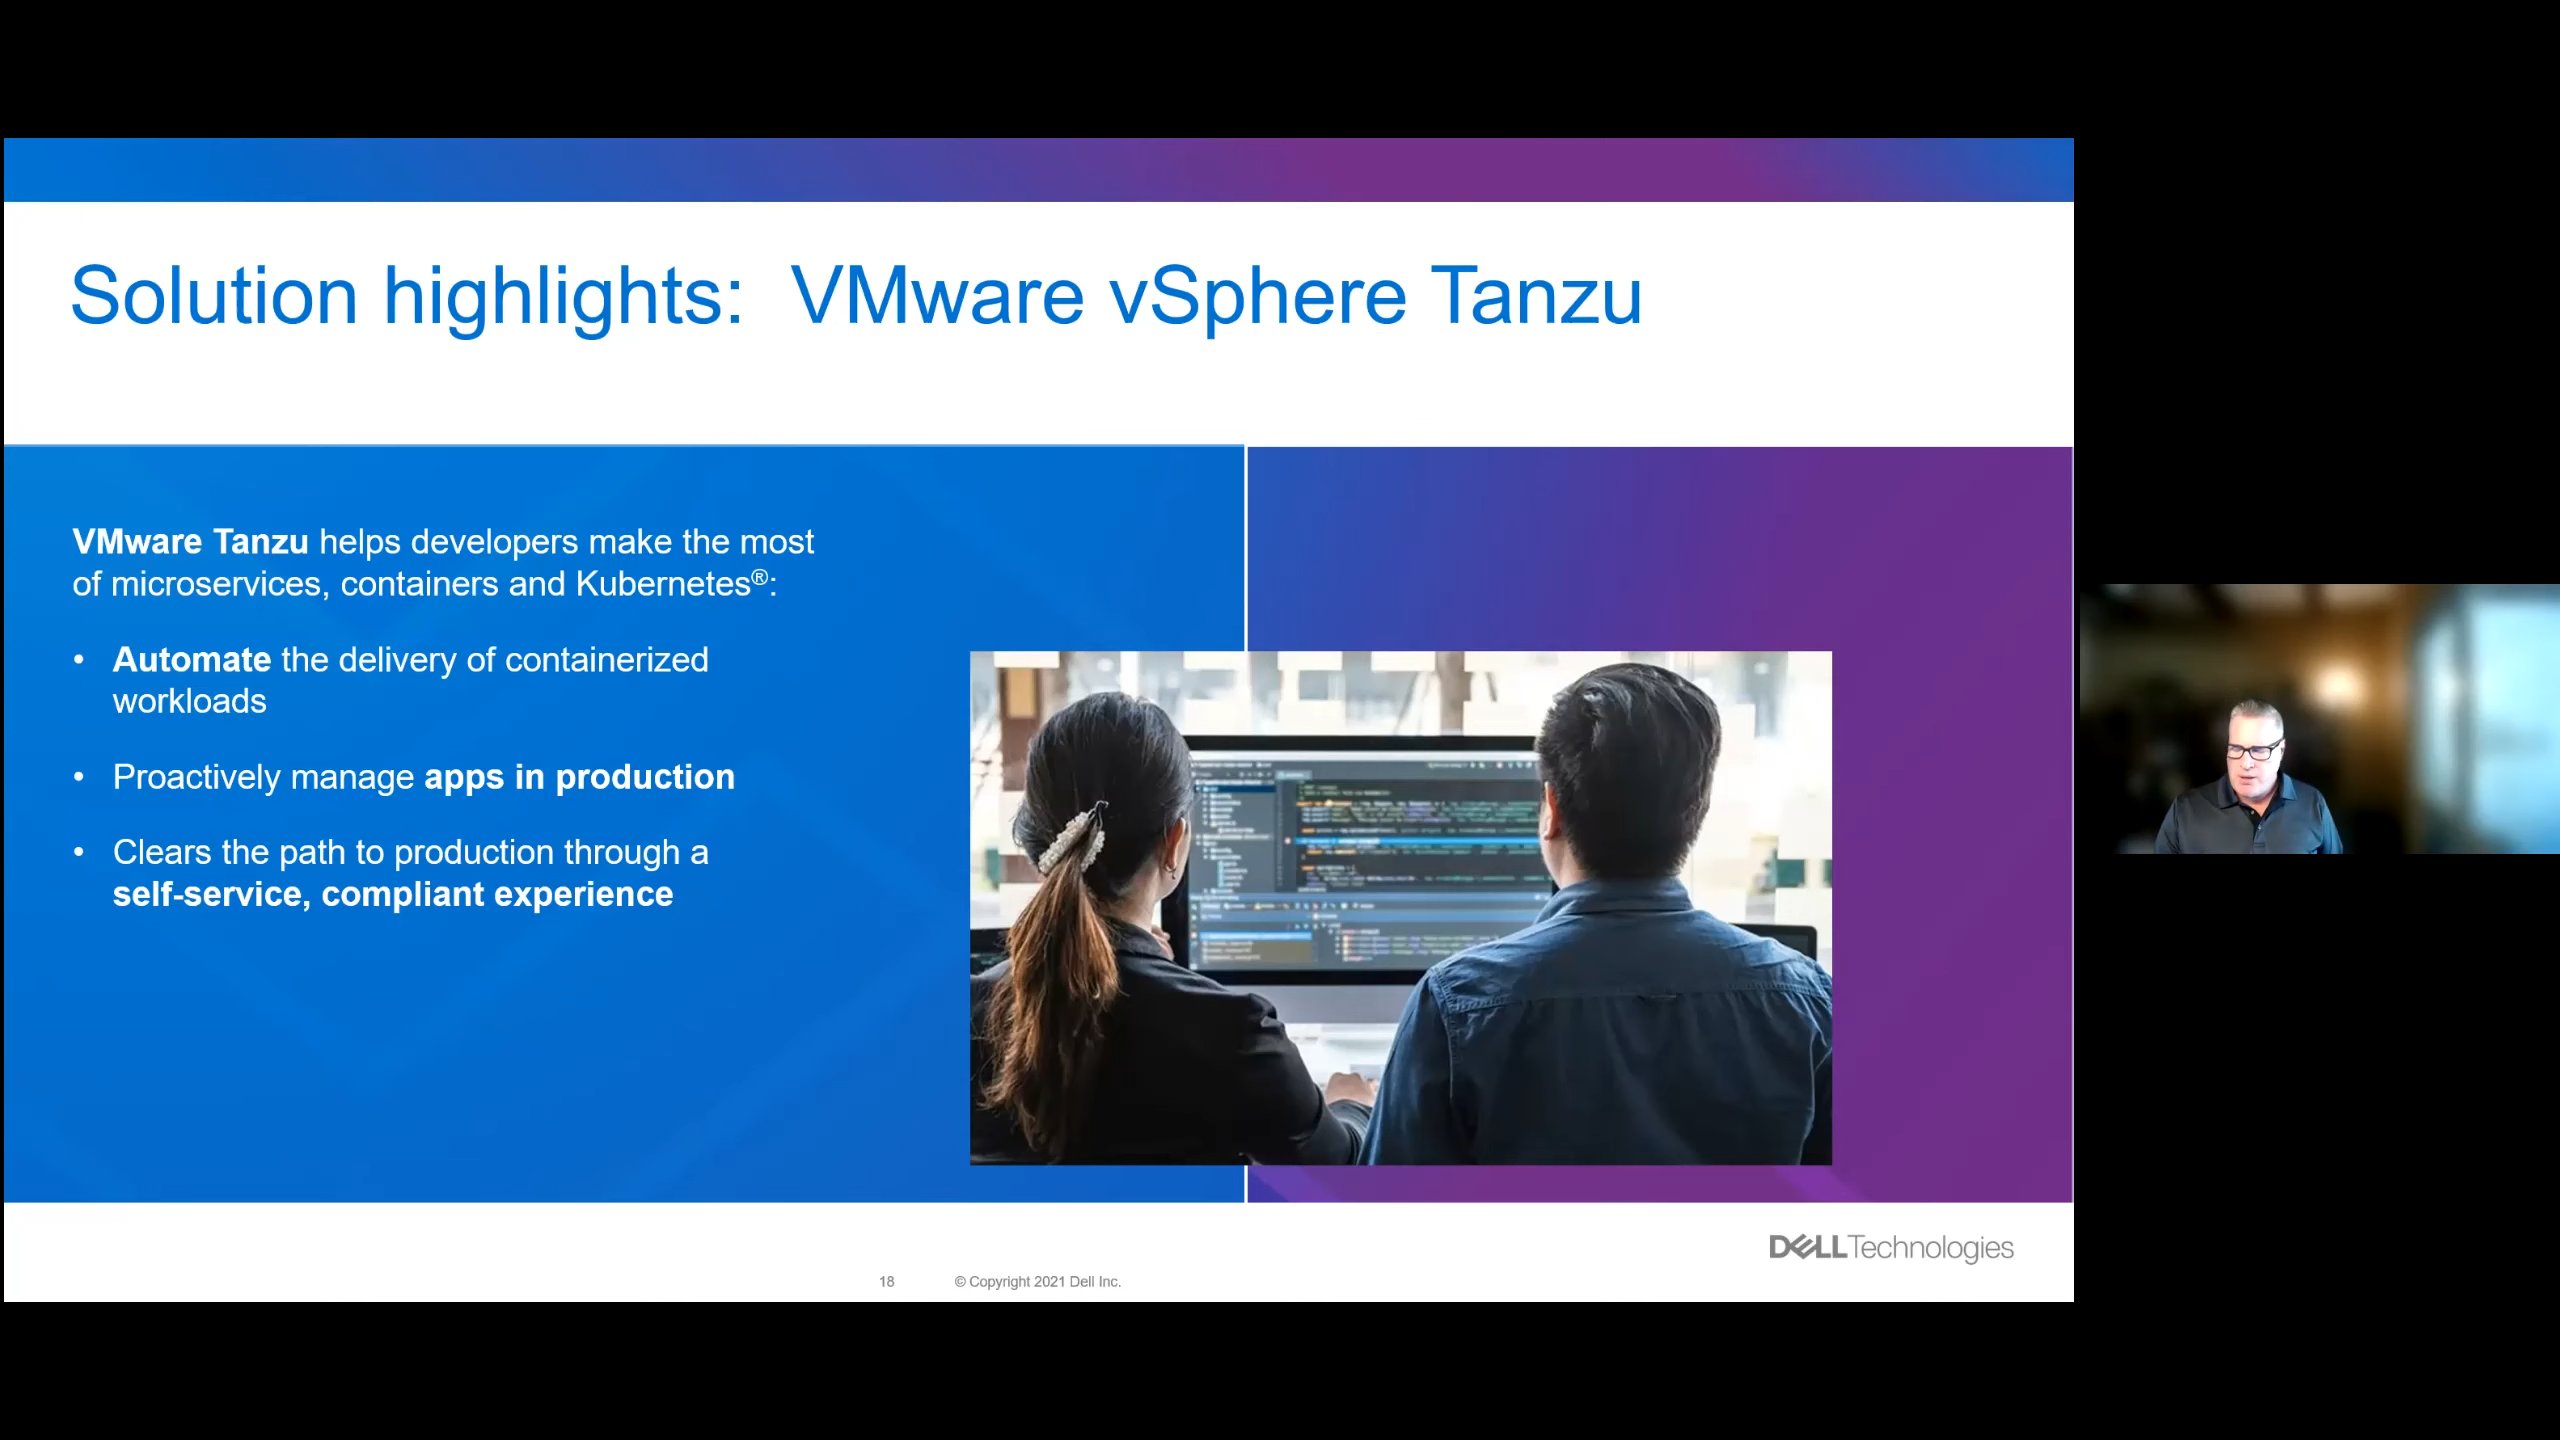 Solution highlights:  VMware vSphere Tanzu
VMware Tanzu helps developers make the most
of microservices, containers and Kubernetes®:
• Automate the delivery of containerized
workloads
• Proactively manage apps in production
• Clears the path to production through a
self-service, compliant experience
DELLTechnologies
18 © Copyright 2021 Dell Inc.